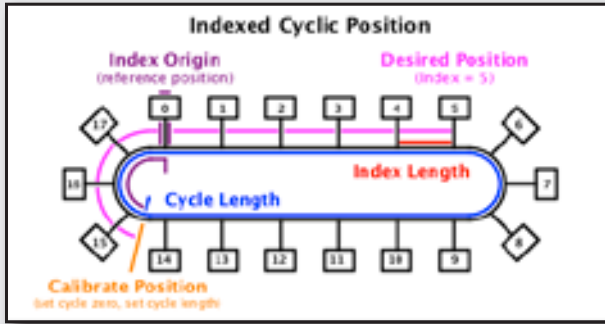 Indexed Cyclic Position
Index Origin
(reference position)
Desired Position
(Index = 5)
0 1 2 3 4 5
17 6
16 7
Index Length
Cycle Length
15 8
14 13 12 11 10 9
Calibrate Position
(set cycle zero, set cycle length)